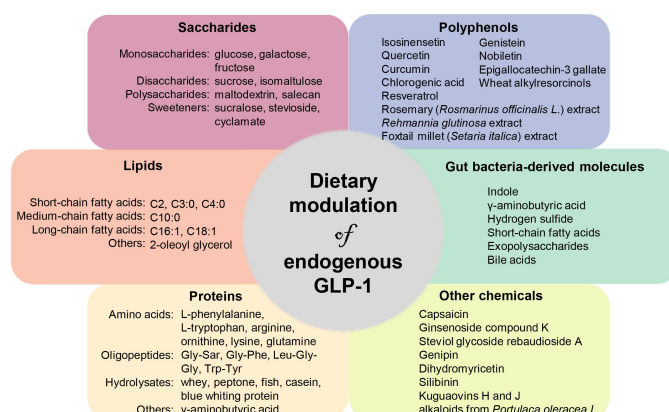 Saccharides
Monosaccharides: glucose, galactose,
fructose
Disaccharides: sucrose, isomaltulose
Polysaccharides: maltodextrin, salecan
Sweeteners: sucralose, stevioside,
cyclamate
Polyphenols
Isosinensetin Genistein
Quercetin Nobiletin
Curcumin Epigallocatechin-3 gallate
Chlorogenic acid Wheat alkylresorcinols
Resveratrol
Rosemary (Rosmarinus officinalis L.) extract
Rehmannia glutinosa extract
Foxtail millet (Setaria italica) extract
Lipids
Short-chain fatty acids: C2, C3:0, C4:0
Medium-chain fatty acids: C10:0
Long-chain fatty acids: C16:1, C18:1
Others: 2-oleoyl glycerol
Dietary
modulation
of
endogenous
GLP-1
Gut bacteria-derived molecules
Indole
γ-aminobutyric acid
Hydrogen sulfide
Short-chain fatty acids
Exopolysaccharides
Bile acids
Proteins
Amino acids: L-phenylalanine,
L-tryptophan, arginine,
ornithine, lysine, glutamine
Oligopeptides: Gly-Sar, Gly-Phe, Leu-Gly-
Gly, Trp-Tyr
Hydrolysates: whey, peptone, fish, casein,
blue whiting protein
Others: γ-aminobutyric acid
Other chemicals
Capsaicin
Ginsenoside compound K
Steviol glycoside rebaudioside A
Genipin
Dihydromyricetin
Silibinin
Kuguaovins H and J
alkaloids from Portulaca oleracea L